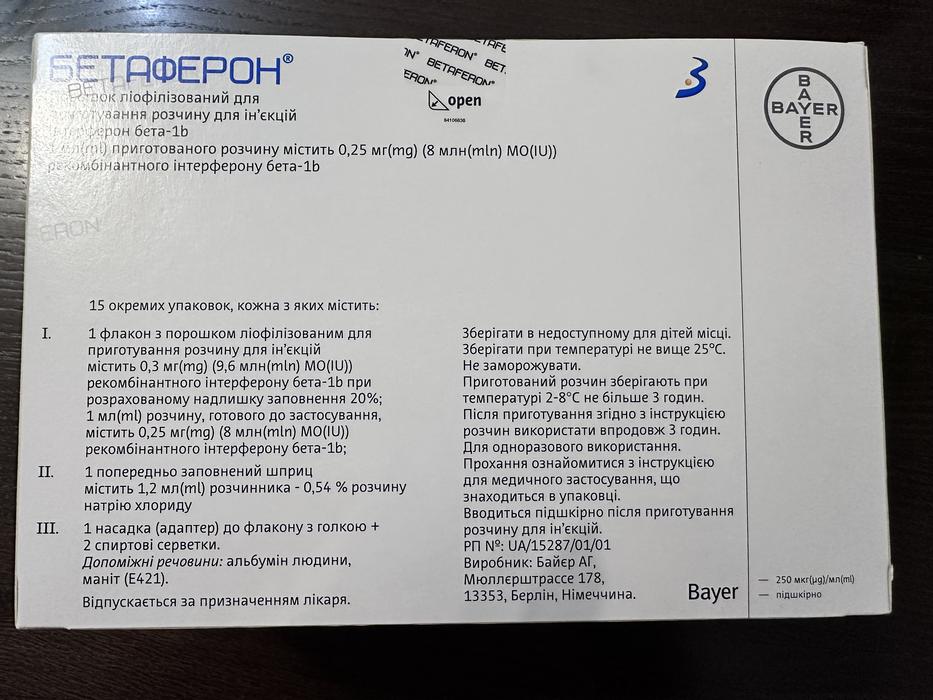 БЕТАФЕРОН®
ліофілізований для
розчину для ін'єкцій
бета-1b
приготованого розчину містить 0,25 мг(mg) (8 млн(mln) МО(IU))
рекомбінантного інтерферону бета-1b
BETAFERON®
BETAFERON®
open
84106838
BAYER
BAYER
15 окремих упаковок, кожна з яких містить:
I. 1 флакон з порошком ліофілізованим для
приготування розчину для ін'єкцій
містить 0,3 мг(mg) (9,6 млн(mln) МО(IU))
рекомбінантного інтерферону бета-1b при
розрахованому надлишку заповнення 20%;
1 мл(ml) розчину, готового до застосування,
містить 0,25 мг(mg) (8 млн(mln) МО(IU))
рекомбінантного інтерферону бета-1b;
II. 1 попередньо заповнений шприц
містить 1,2 мл(ml) розчинника - 0,54 % розчину
натрію хлориду
III. 1 насадка (адаптер) до флакону з голкою +
2 спиртові серветки.
Допоміжні речовини: альбумін людини,
маніт (E421).
Відпускається за призначенням лікаря.
Зберігати в недоступному для дітей місці.
Зберігати при температурі не вище 25°C.
Не заморожувати.
Приготований розчин зберігають при
температурі 2-8°C не більше 3 годин.
Після приготування згідно з інструкцією
розчин використати впродовж 3 годин.
Для одноразового використання.
Прохання ознайомитися з інструкцією
для медичного застосування, що
знаходиться в упаковці.
Вводиться підшкірно після приготування
розчину для ін'єкцій.
РП №: UA/15287/01/01
Виробник: Байєр АГ,
Мюллєрштрассе 178,
13353, Берлін, Німеччина.
Bayer
— 250 мкг(µg)/мл(ml)
— підшкірно